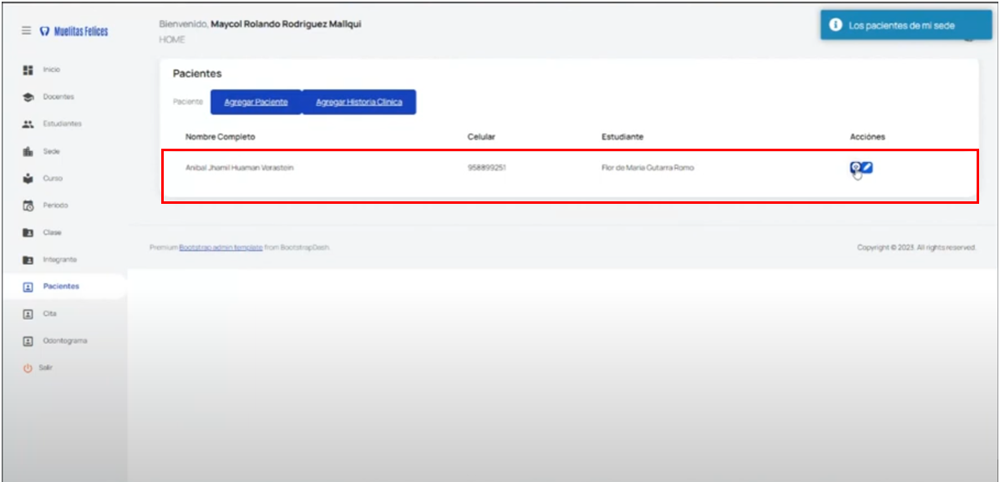 Muelitas Felices
Bienvenido, Maycol Rolando Rodriguez Mallqui
HOME
Los pacientes de mi sede
Inicio
Docentes
Estudiantes
Sede
Curso
Periodo
Clase
Integrante
Pacientes
Cita
Odontograma
Salir
Pacientes
Paciente Agregar Paciente Agregar Historia Clinica
Nombre Completo Celular Estudiante Acciónes
Anibal Jhamil Huaman Verastein 958899251 Flor de Maria Gutarra Romo
Premium Bootstrap admin template from BootstrapDash. Copyright © 2023. All rights reserved.